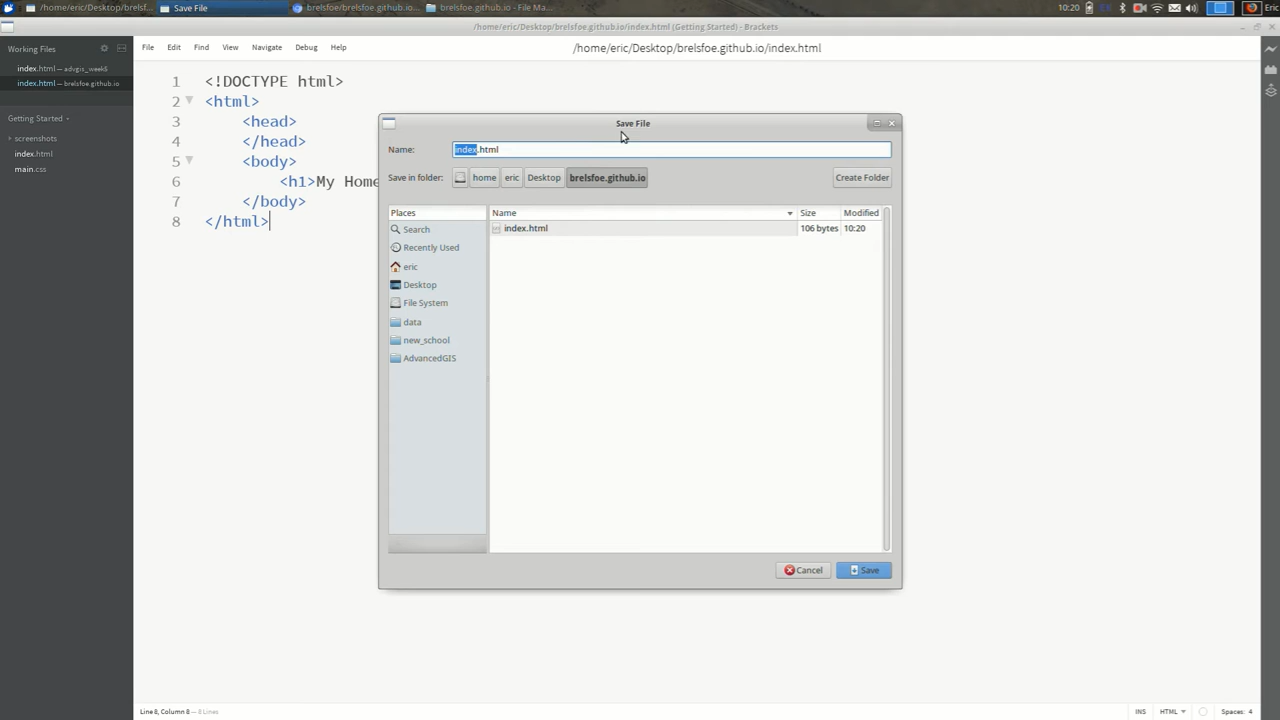 /home/eric/Desktop/brelsfoe.github...
Save File
brelsfoe/brelsfoe.github.io...
brelsfoe.github.io - File Ma...
10:20
Eric
/home/eric/Desktop/brelsfoe.github.io/index.html (Getting Started) - Brackets
Working Files
index.html — advgis_week6
index.html — brelsfoe.github.io
Getting Started
screenshots
index.html
main.css
File Edit Find View Navigate Debug Help
/home/eric/Desktop/brelsfoe.github.io/index.html
1 <!DOCTYPE html>
2 <html>
3 <head>
4 </head>
5 <body>
6 <h1>My Home
7 </body>
8 </html>
Save File
Name: index.html
Save in folder: home eric Desktop brelsfoe.github.io Create Folder
Places
Search
Recently Used
eric
Desktop
File System
data
new_school
AdvancedGIS
Name Size Modified
index.html 106 bytes 10:20
Cancel Save
Line 8, Column 8 — 8 Lines
INS HTML Spaces: 4